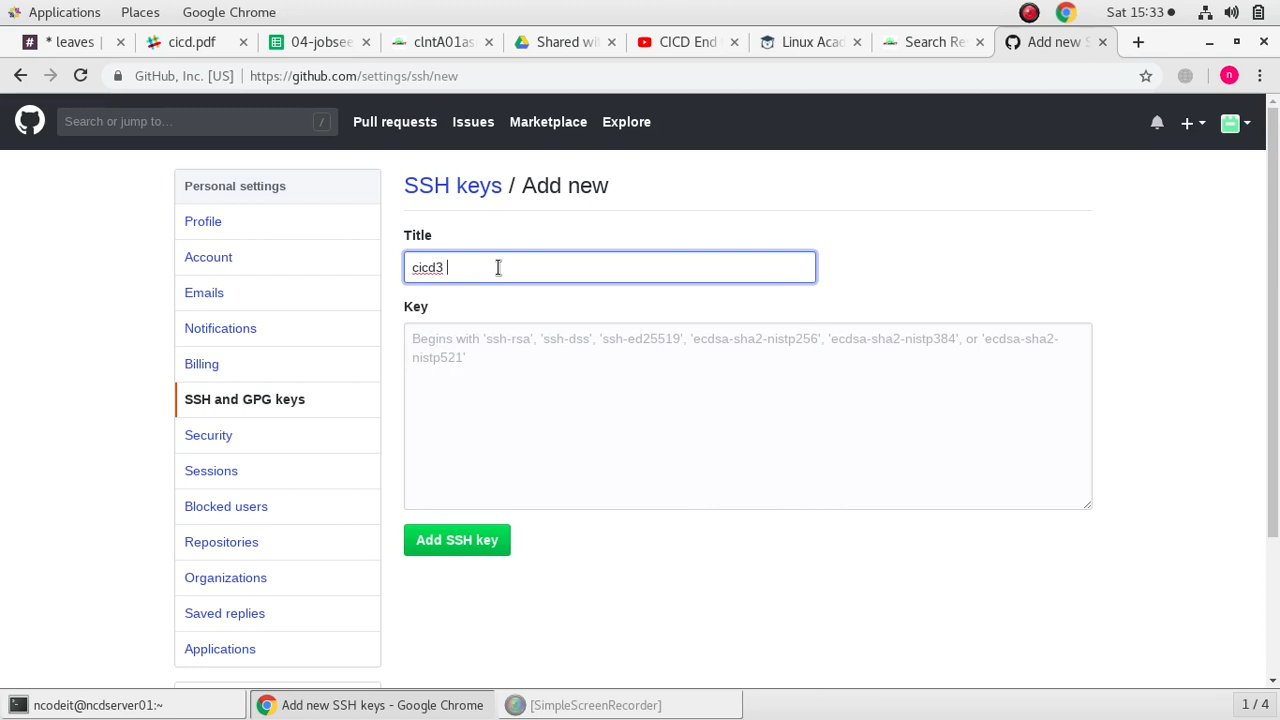 Applications Places Google Chrome Sat 15:33
* leaves | cicd.pdf 04-jobsee clntA01as Shared wi CICD End Linux Aca Search Re Add new S
GitHub, Inc. [US] https://github.com/settings/ssh/new n
Search or jump to... / Pull requests Issues Marketplace Explore
SSH keys / Add new
Personal settings
Profile
Account
Emails
Notifications
Billing
SSH and GPG keys
Security
Sessions
Blocked users
Repositories
Organizations
Saved replies
Applications
Title
cicd3
Key
Begins with 'ssh-rsa', 'ssh-dss', 'ssh-ed25519', 'ecdsa-sha2-nistp256', 'ecdsa-sha2-nistp384', or 'ecdsa-sha2-
nistp521'
Add SSH key
ncodeit@ncdserver01:~ Add new SSH keys - Google Chrome [SimpleScreenRecorder] 1 / 4